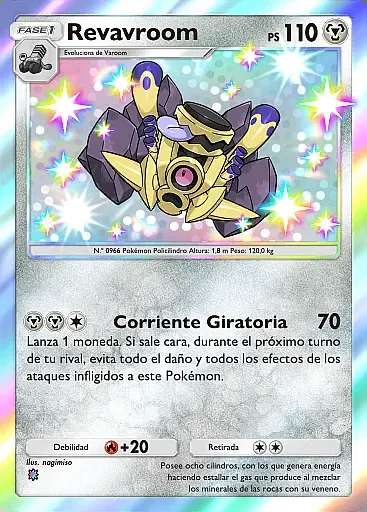 FASE 1
Revavroom
PS 110
Evoluciona de Varoom
N.º 0966 Pokémon Policilindro Altura: 1,8 m Peso: 120,0 kg
Corriente Giratoria 70
Lanza 1 moneda. Si sale cara, durante el próximo turno
de tu rival, evita todo el daño y todos los efectos de los
ataques infligidos a este Pokémon.
Debilidad +20 Retirada
Ilus. nagimiso
Posee ocho cilindros, con los que genera energía
haciendo estallar el gas que produce al mezclar
los minerales de las rocas con su veneno.